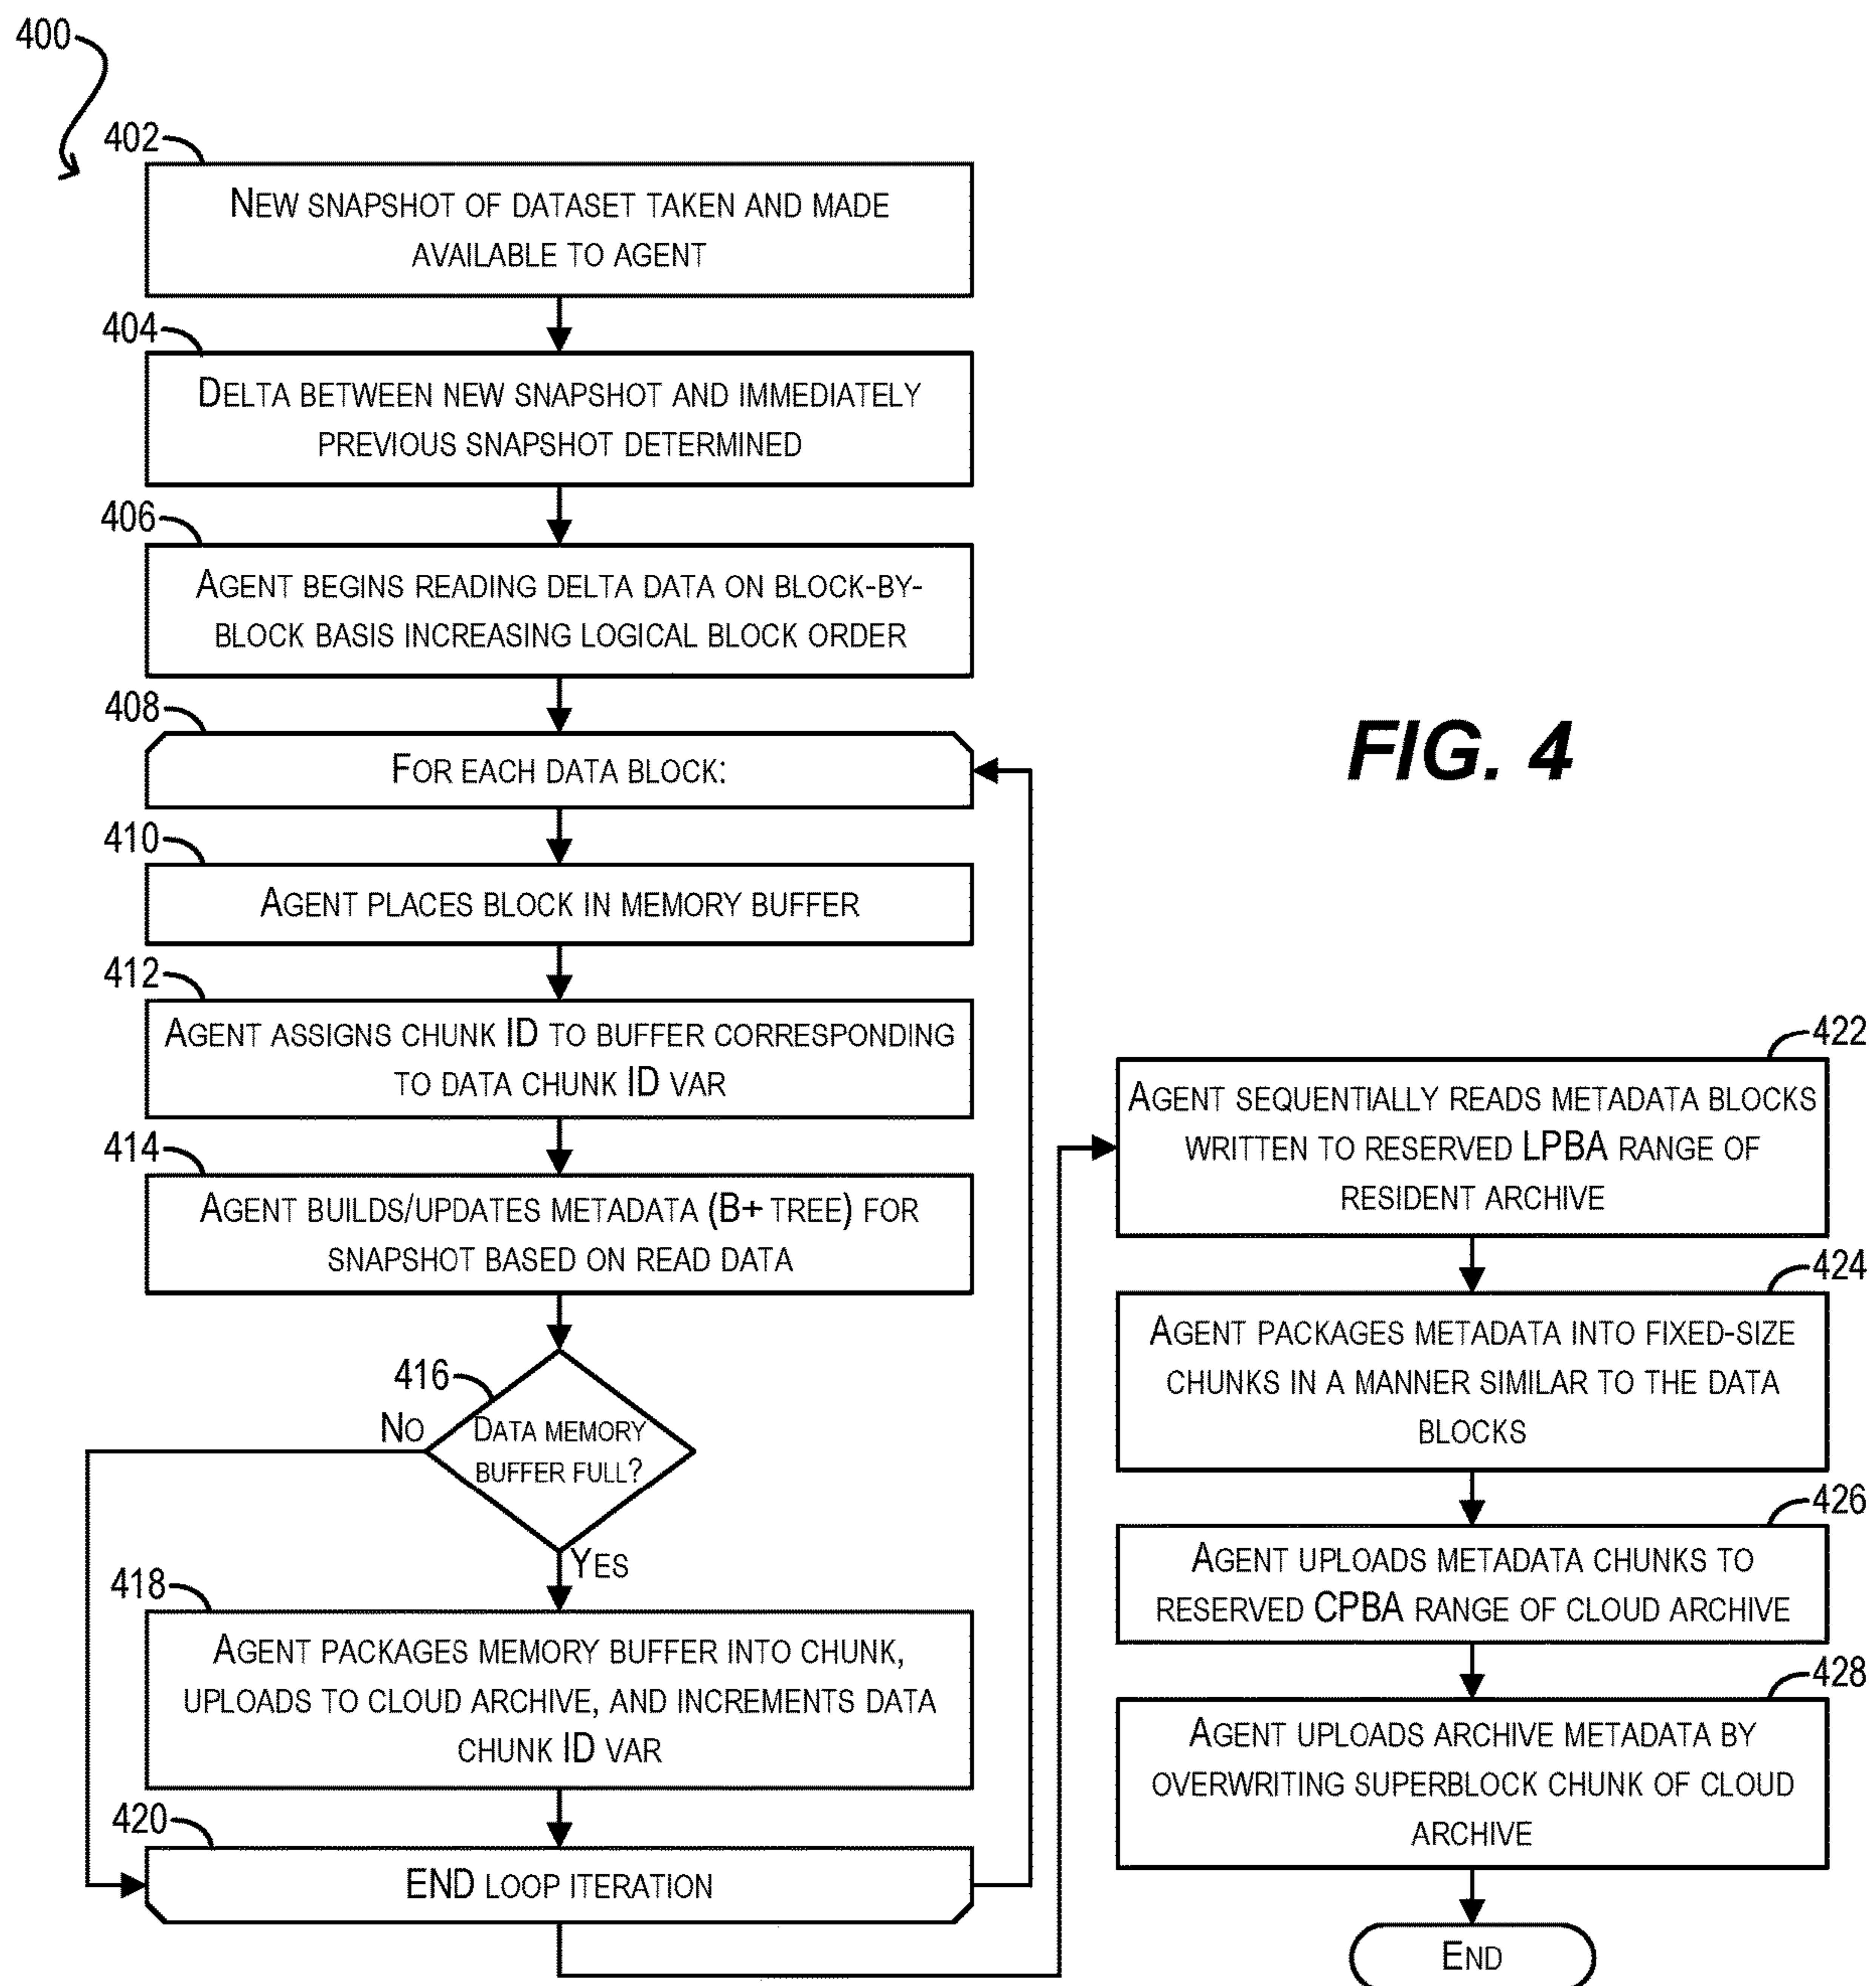 400
402
New snapshot of dataset taken and made
available to agent
404
Delta between new snapshot and immediately
previous snapshot determined
406
Agent begins reading delta data on block-by-
block basis increasing logical block order
408
For each data block:
410
Agent places block in memory buffer
412
Agent assigns chunk ID to buffer corresponding
to data chunk ID var
414
Agent builds/updates metadata (B+ tree) for
snapshot based on read data
416
No
Data memory
buffer full?
Yes
418
Agent packages memory buffer into chunk,
uploads to cloud archive, and increments data
chunk ID var
420
END loop iteration
FIG. 4
422
Agent sequentially reads metadata blocks
written to reserved LPBA range of
resident archive
424
Agent packages metadata into fixed-size
chunks in a manner similar to the data
blocks
426
Agent uploads metadata chunks to
reserved CPBA range of cloud archive
428
Agent uploads archive metadata by
overwriting superblock chunk of cloud
archive
End